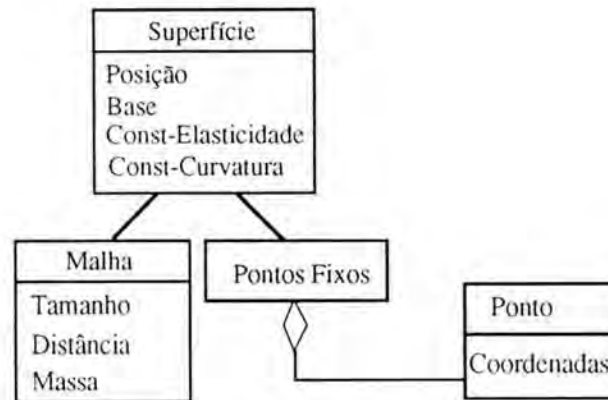 Superfície
Posição
Base
Const-Elasticidade
Const-Curvatura
Malha
Tamanho
Distância
Massa
Pontos Fixos
Ponto
Coordenadas